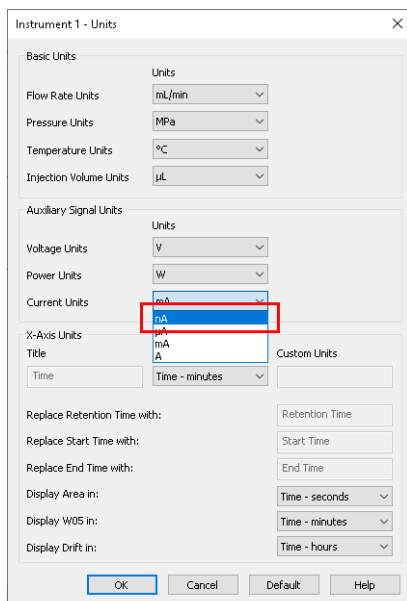 Instrument 1 - Units
Basic Units
Units
Flow Rate Units mL/min
Pressure Units MPa
Temperature Units °C
Injection Volume Units µL
Auxiliary Signal Units
Units
Voltage Units V
Power Units W
Current Units mA
nA
µA
mA
A
X-Axis Units
Title Custom Units
Time Time - minutes
Replace Retention Time with: Retention Time
Replace Start Time with: Start Time
Replace End Time with: End Time
Display Area in: Time - seconds
Display W05 in: Time - minutes
Display Drift in: Time - hours
OK Cancel Default Help